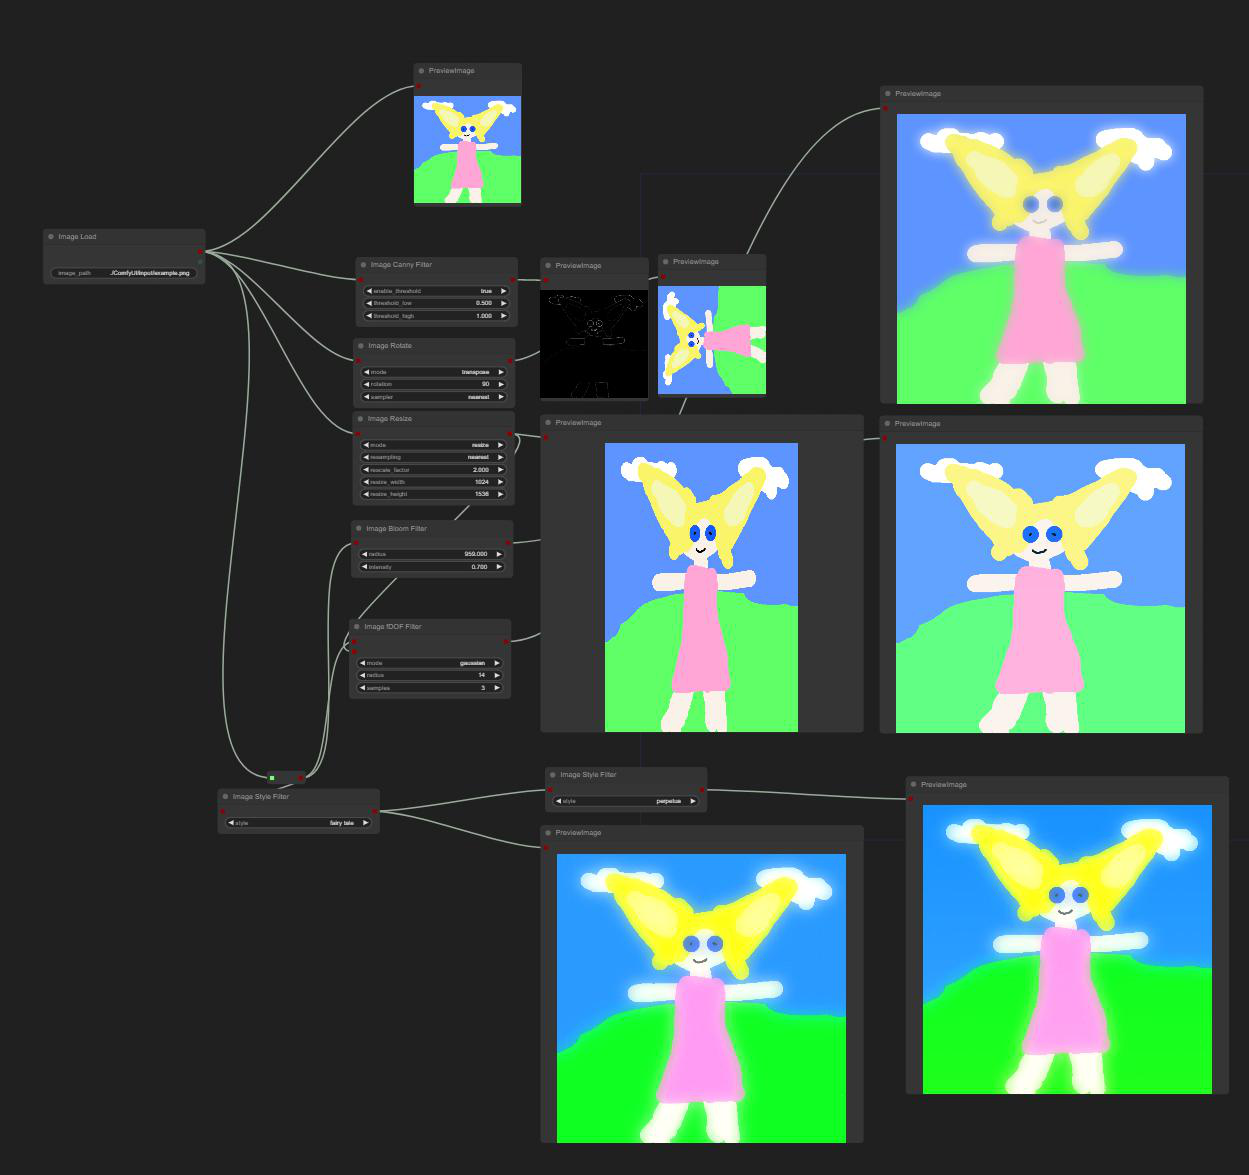 PreviewImage
PreviewImage
Image Load
image_path ./ComfyUI/input/example.png
Image Canny Filter
enable_threshold true
threshold_low 0.500
threshold_high 1.000
PreviewImage
PreviewImage
Image Rotate
mode transpose
rotation 90
sampler nearest
Image Resize
mode resize
resampling nearest
rescale_factor 2.000
resize_width 1024
resize_height 1536
PreviewImage
PreviewImage
Image Bloom Filter
radius 959.000
intensity 0.700
Image fDOF Filter
mode gaussian
radius 14
samples 3
Image Style Filter
style fairy tale
Image Style Filter
style perpetua
PreviewImage
PreviewImage